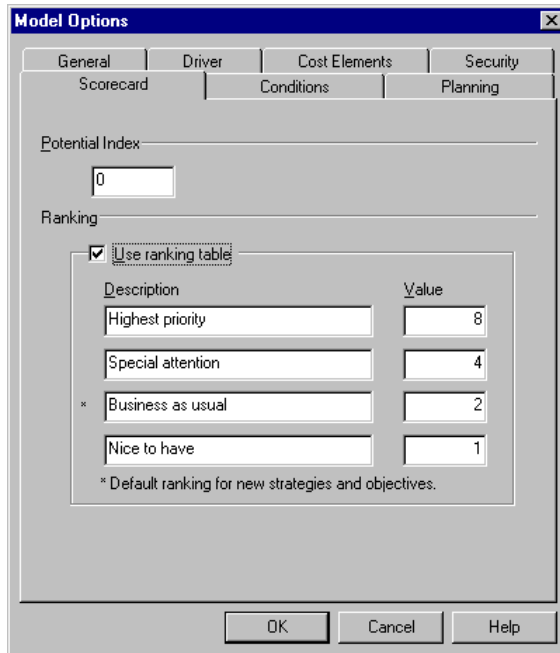 Model Options
General Driver Cost Elements Security
Scorecard Conditions Planning
Potential Index
0
Ranking
Use ranking table
Description Value
Highest priority 8
Special attention 4
* Business as usual 2
Nice to have 1
* Default ranking for new strategies and objectives.
OK Cancel Help